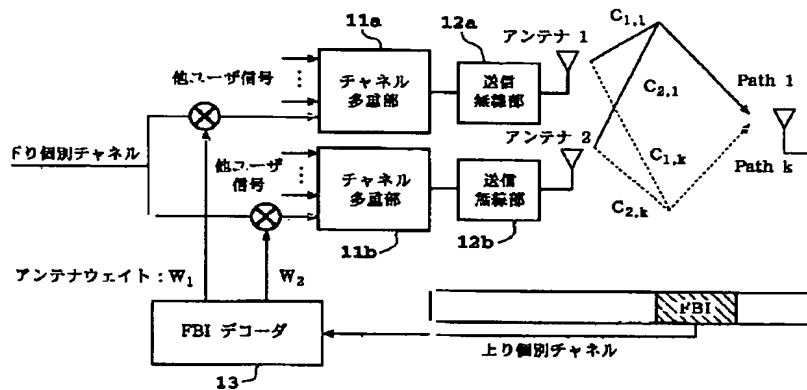 11a
12a
アンテナ 1
C1,1
他ユーザ信号
チャネル
多重部
送信
無線部
C2,1
Path 1
アンテナ 2
下り個別チャネル
他ユーザ
信号
チャネル
多重部
送信
無線部
C1,k
Path k
C2,k
11b
12b
アンテナウェイト：W1
W2
FBI
FBI デコーダ
上り個別チャネル
13